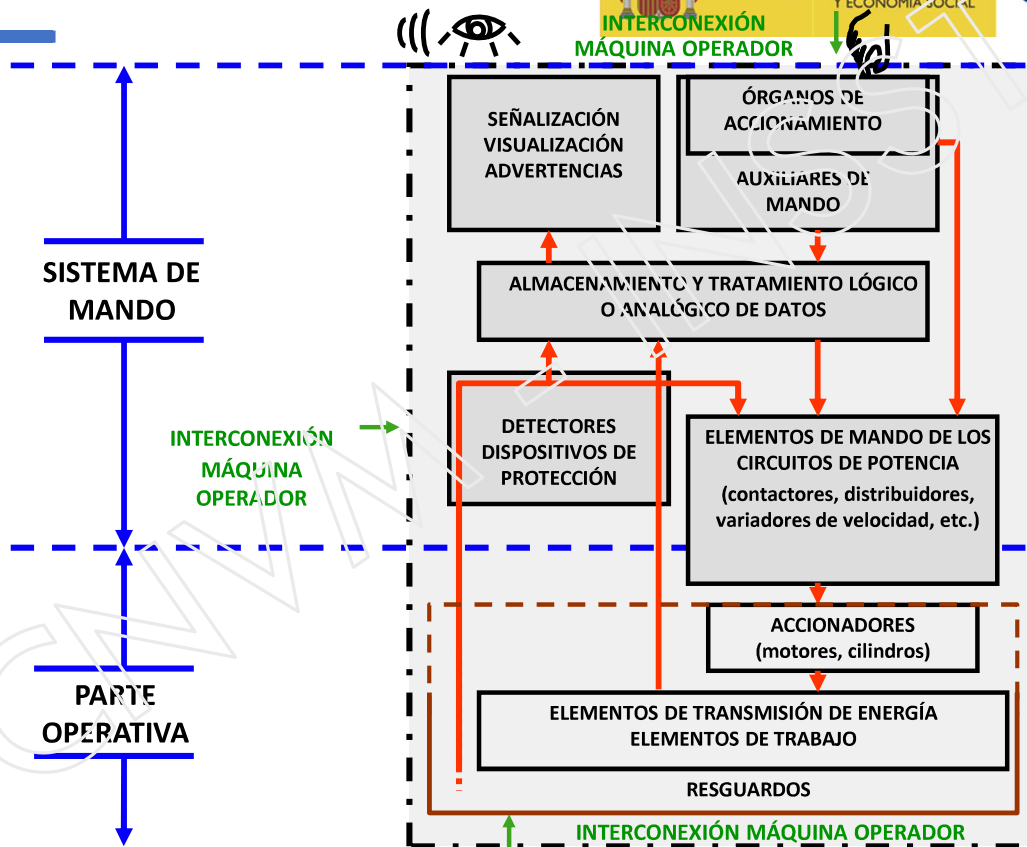 Y ECONOMÍA SOCIAL
INTERCONEXIÓN
MÁQUINA OPERADOR
SEÑALIZACIÓN
VISUALIZACIÓN
ADVERTENCIAS
ÓRGANOS DE
ACCIONAMIENTO
AUXILIARES DE
MANDO
SISTEMA DE
MANDO
ALMACENAMIENTO Y TRATAMIENTO LÓGICO
O ANALÓGICO DE DATOS
INTERCONEXIÓN
MÁQUINA
OPERADOR
DETECTORES
DISPOSITIVOS DE
PROTECCIÓN
ELEMENTOS DE MANDO DE LOS
CIRCUITOS DE POTENCIA
(contactores, distribuidores,
variadores de velocidad, etc.)
ACCIONADORES
(motores, cilindros)
PARTE
OPERATIVA
ELEMENTOS DE TRANSMISIÓN DE ENERGÍA
ELEMENTOS DE TRABAJO
RESGUARDOS
INTERCONEXIÓN MÁQUINA OPERADOR
CNVM - INSST